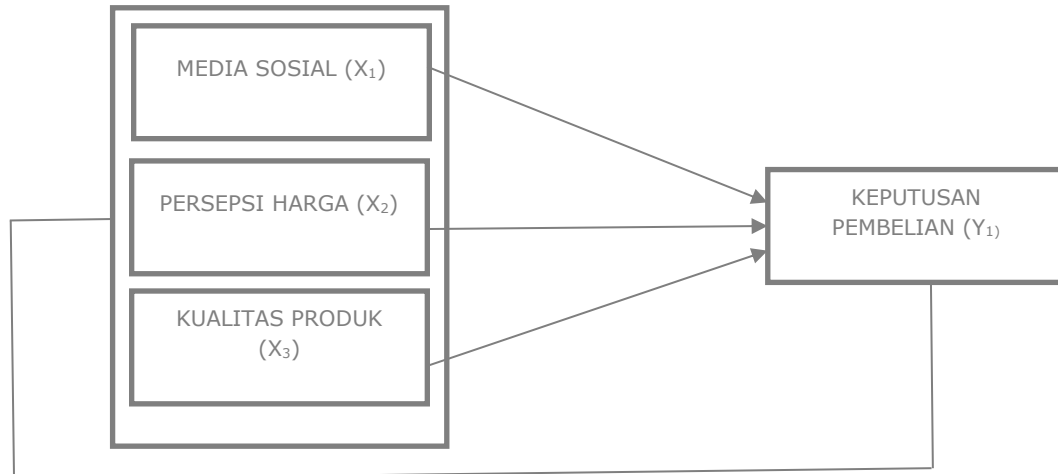 MEDIA SOSIAL (X₁)
PERSEPSI HARGA (X₂)
KUALITAS PRODUK
(X₃)
KEPUTUSAN
PEMBELIAN (Y₁₎